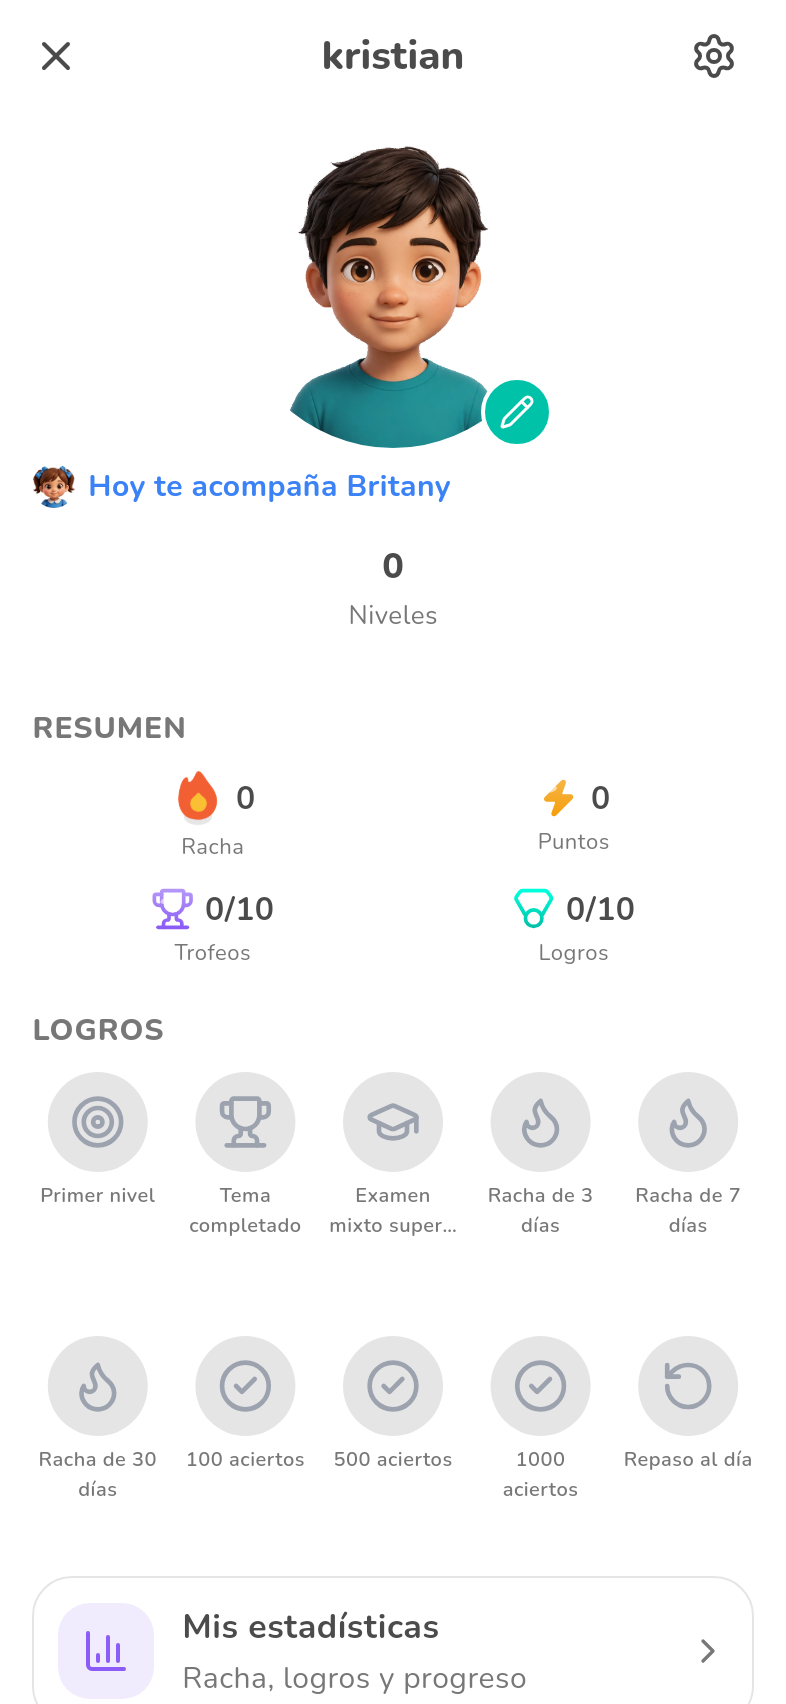 kristian
Hoy te acompaña Britany
0
Niveles
RESUMEN
0
Racha
0
Puntos
0/10
Trofeos
0/10
Logros
LOGROS
Primer nivel
Tema
completado
Examen
mixto super...
Racha de 3
días
Racha de 7
días
Racha de 30
días
100 aciertos
500 aciertos
1000
aciertos
Repaso al día
Mis estadísticas
Racha, logros y progreso